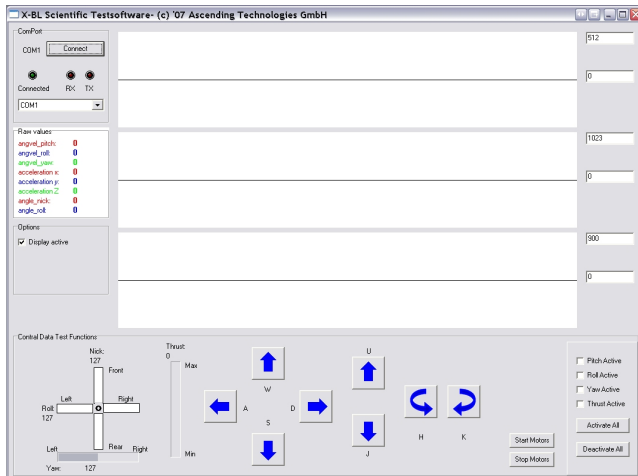 X-BL Scientific Testsoftware- (c) '07 Ascending Technologies GmbH
ComPort
COM1 Connect
Connected RX TX
COM1
512
0
Raw values
angvel_pitch: 0
angvel_roll: 0
angvel_yaw: 0
acceleration x: 0
acceleration y: 0
acceleration Z: 0
angle_nick: 0
angle_roll: 0
1023
0
Options
Display active
900
0
Contral Data Test Functions
Nick:
127
Front
Left Right
Roll:
127
Rear
Left Right
Yaw: 127
Thrust:
0
Max
Min
W
A D
S
U
J
H K
Start Motors
Stop Motors
Pitch Active
Roll Active
Yaw Active
Thrust Active
Activate All
Deactivate All